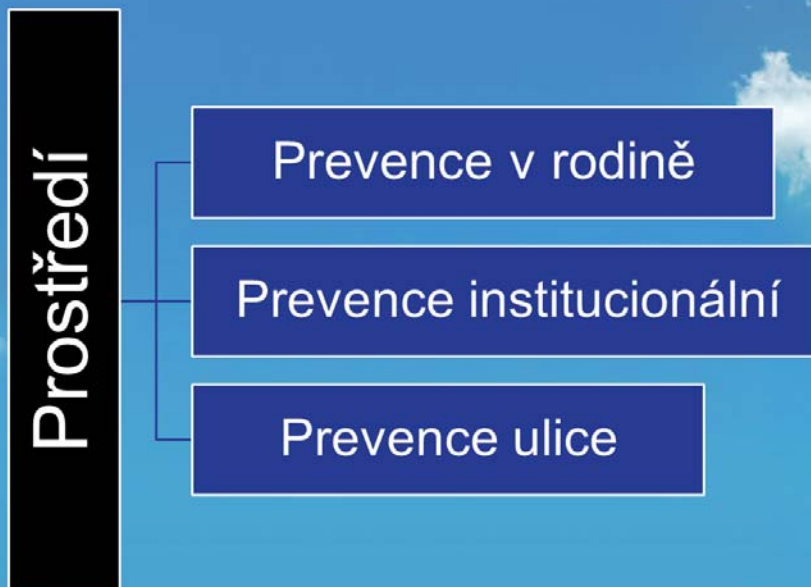 Prostředí
Prevence v rodině
Prevence institucionální
Prevence ulice